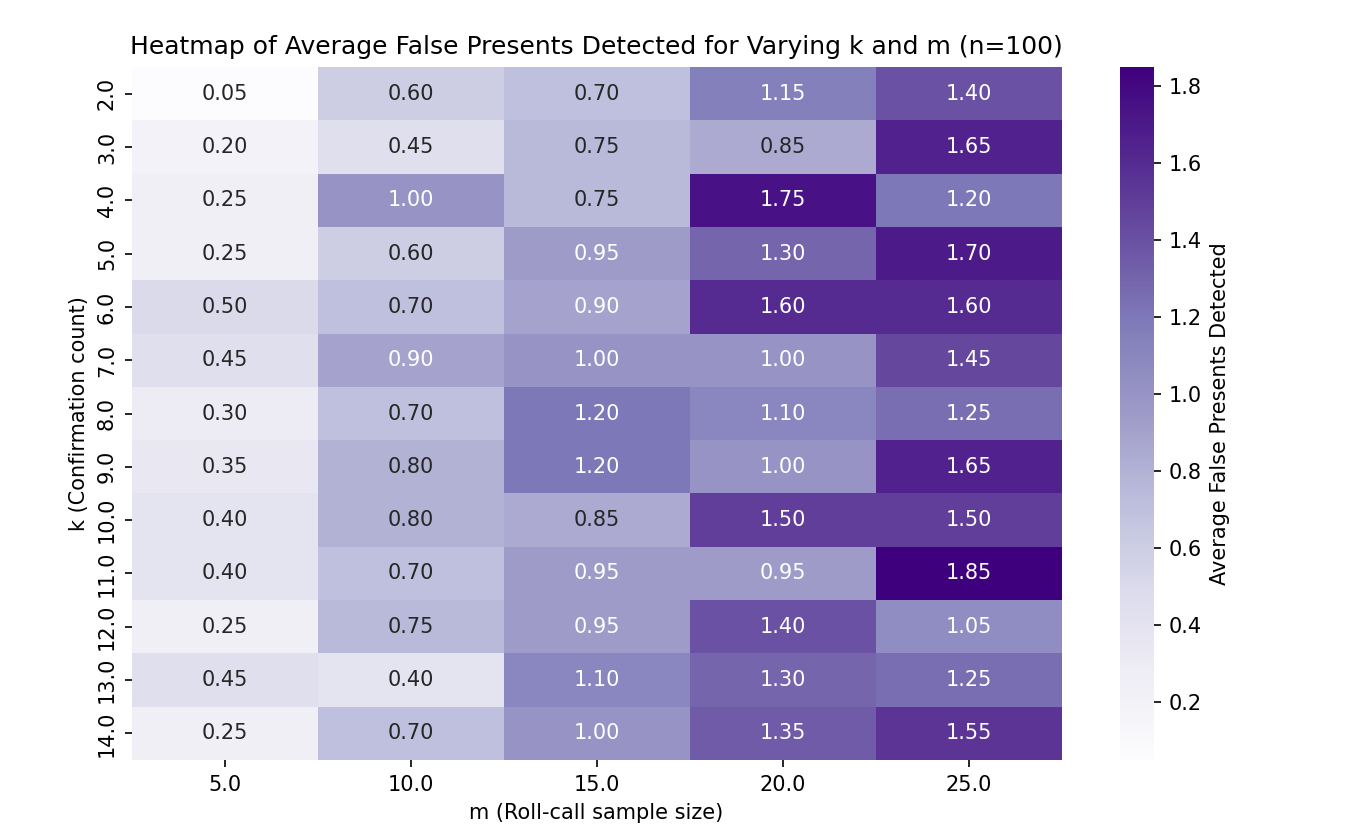 Heatmap of Average False Presents Detected for Varying k and m (n=100)
k (Confirmation count)
2.0 0.05 0.60 0.70 1.15 1.40
3.0 0.20 0.45 0.75 0.85 1.65
4.0 0.25 1.00 0.75 1.75 1.20
5.0 0.25 0.60 0.95 1.30 1.70
6.0 0.50 0.70 0.90 1.60 1.60
7.0 0.45 0.90 1.00 1.00 1.45
8.0 0.30 0.70 1.20 1.10 1.25
9.0 0.35 0.80 1.20 1.00 1.65
10.0 0.40 0.80 0.85 1.50 1.50
11.0 0.40 0.70 0.95 0.95 1.85
12.0 0.25 0.75 0.95 1.40 1.05
13.0 0.45 0.40 1.10 1.30 1.25
14.0 0.25 0.70 1.00 1.35 1.55
5.0 10.0 15.0 20.0 25.0
m (Roll-call sample size)
1.8
1.6
1.4
1.2
1.0
0.8
0.6
0.4
0.2
Average False Presents Detected